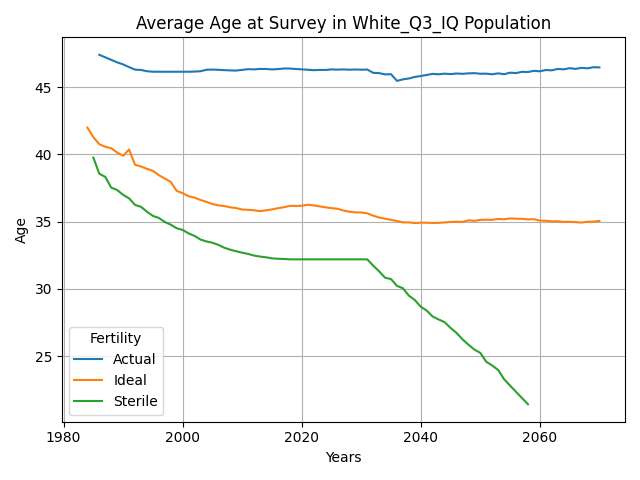 Average Age at Survey in White_Q3_IQ Population
Age
45
40
35
30
25
Fertility
Actual
Ideal
Sterile
1980
2000
2020
2040
2060
Years